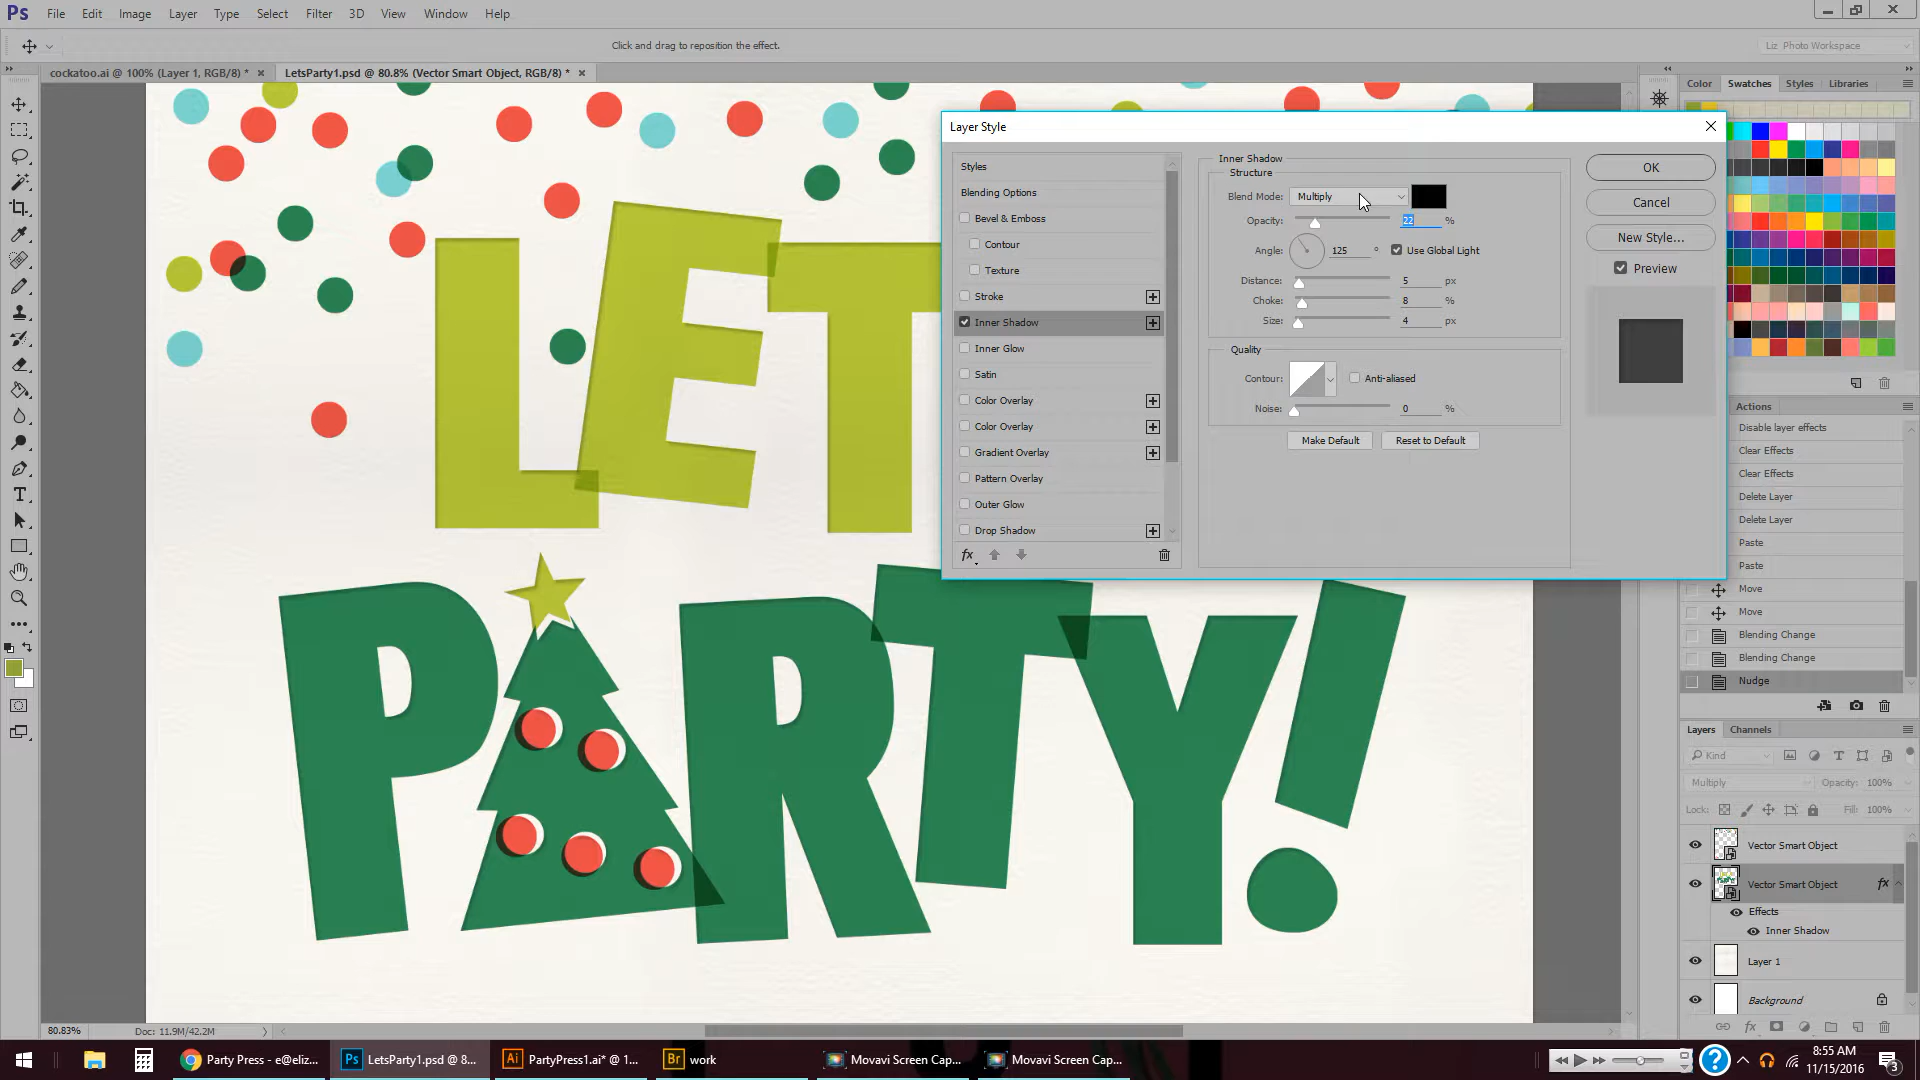 Ps File Edit Image Layer Type Select Filter 3D View Window Help
Click and drag to reposition the effect.
Liz Photo Workspace
cockatoo.ai @ 100% (Layer 1, RGB/8) *
LetsParty1.psd @ 80.8% (Vector Smart Object, RGB/8) *
LET
PARTY!
Layer Style
Styles
Blending Options
Bevel & Emboss
Contour
Texture
Stroke
Inner Shadow
Inner Glow
Satin
Color Overlay
Color Overlay
Gradient Overlay
Pattern Overlay
Outer Glow
Drop Shadow
fx
Inner Shadow
Structure
Blend Mode: Multiply
Opacity: 22 %
Angle: 125 ° Use Global Light
Distance: 5 px
Choke: 8 %
Size: 4 px
Quality
Contour: Anti-aliased
Noise: 0 %
Make Default Reset to Default
OK
Cancel
New Style...
Preview
Color Swatches Styles Libraries
Actions
Disable layer effects
Clear Effects
Clear Effects
Delete Layer
Delete Layer
Paste
Paste
Move
Move
Blending Change
Blending Change
Nudge
Layers Channels
Kind
Multiply Opacity: 100%
Lock: Fill: 100%
Vector Smart Object
Vector Smart Object fx
Effects
Inner Shadow
Layer 1
Background
fx
80.83% Doc: 11.9M/42.2M
Party Press - e@eliz...
Ps LetsParty1.psd @ 8...
Ai PartyPress1.ai* @ 1...
Br work
Movavi Screen Cap...
Movavi Screen Cap...
8:55 AM
11/15/2016
3